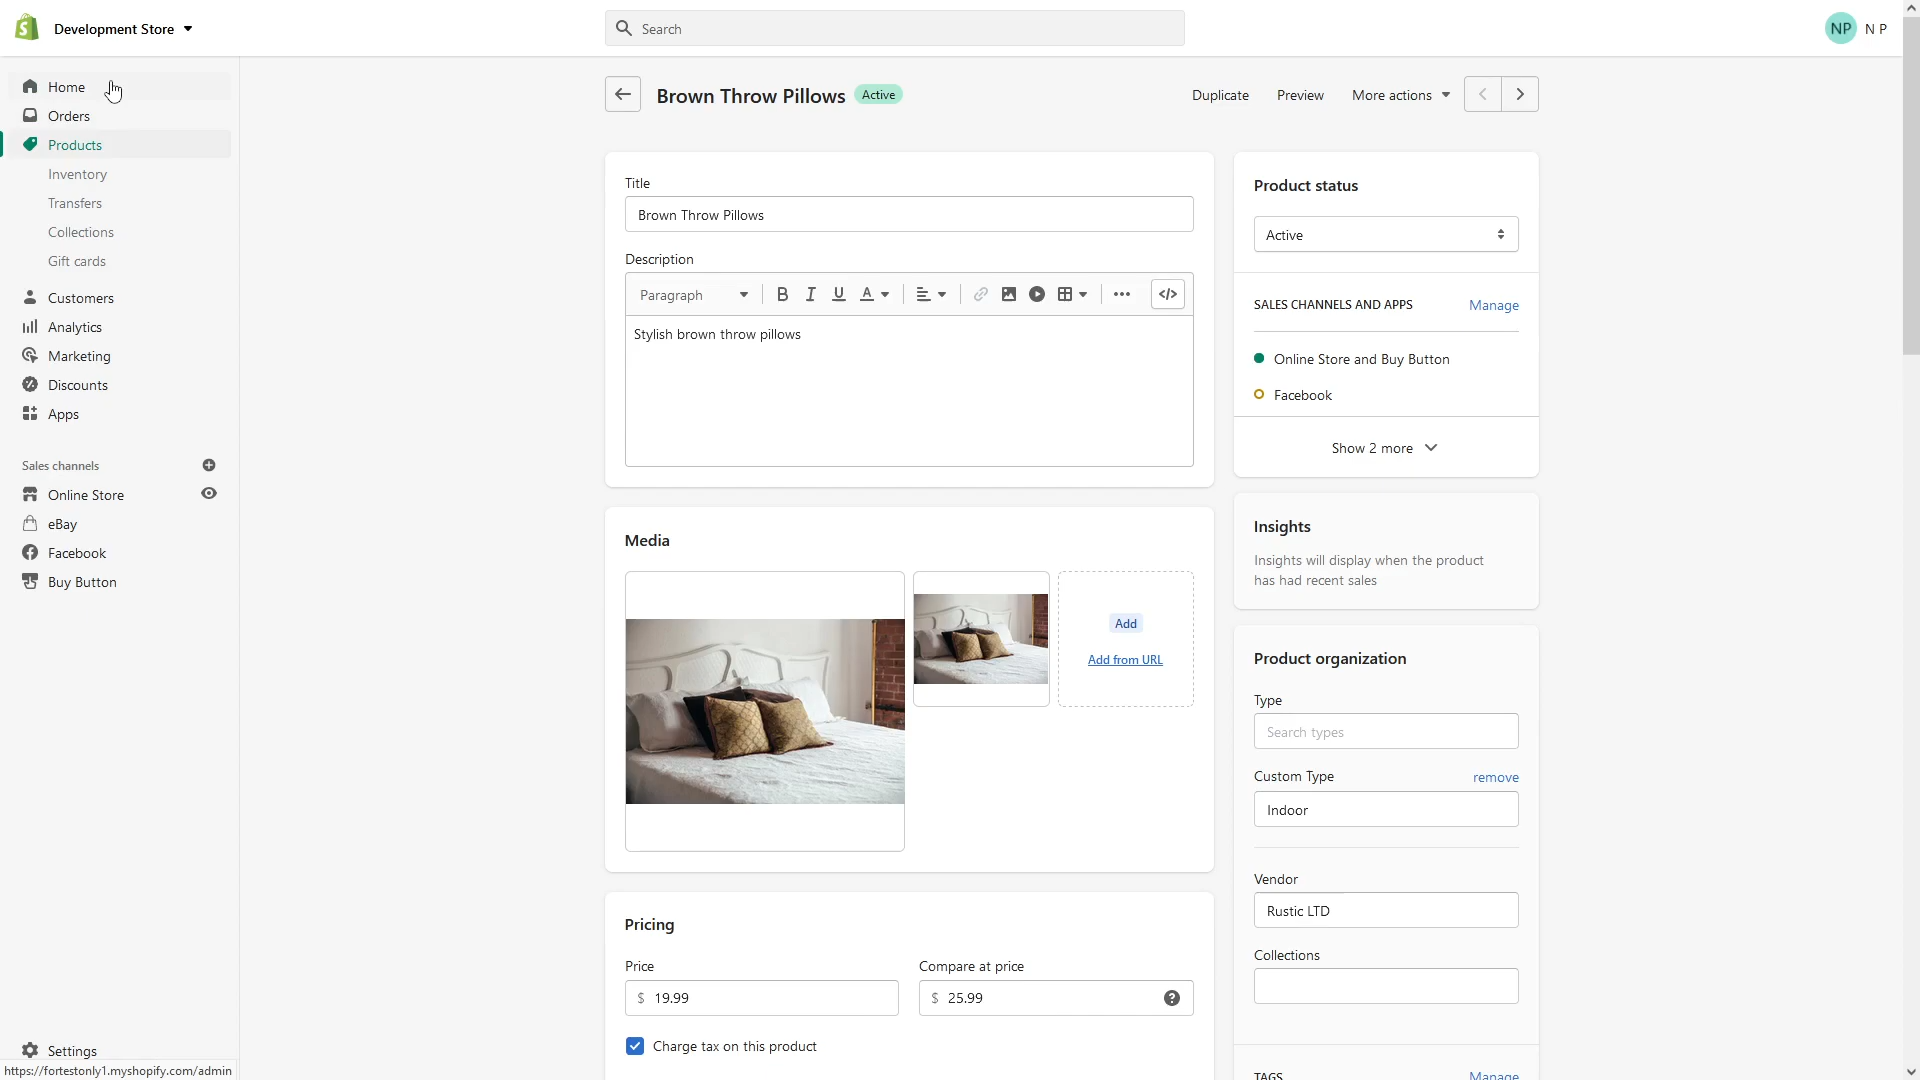 Development Store
Search
NP
N P
Home
Orders
Products
Inventory
Transfers
Collections
Gift cards
Customers
Analytics
Marketing
Discounts
Apps
Sales channels
Online Store
eBay
Facebook
Buy Button
Settings
https://fortestonly1.myshopify.com/admin
Brown Throw Pillows
Active
Duplicate
Preview
More actions
Title
Brown Throw Pillows
Description
Paragraph
B I U A
Stylish brown throw pillows
Media
Add
Add from URL
Pricing
Price
Compare at price
$ 19.99
$ 25.99
Charge tax on this product
Product status
Active
SALES CHANNELS AND APPS
Manage
Online Store and Buy Button
Facebook
Show 2 more
Insights
Insights will display when the product
has had recent sales
Product organization
Type
Search types
Custom Type
remove
Indoor
Vendor
Rustic LTD
Collections
TAGS
Manage